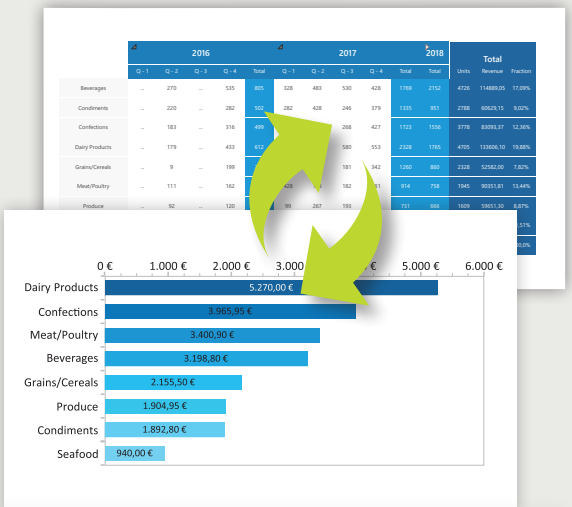 2016 2017 2018 Total
Q - 1 Q - 2 Q - 3 Q - 4 Total Q - 1 Q - 2 Q - 3 Q - 4 Total Total Units Revenue Fraction
Beverages ... 270 ... 535 805 328 483 530 428 1769 2152 4726 114889,05 17,09%
Condiments ... 220 ... 282 502 282 428 246 379 1335 951 2788 60629,15 9,02%
Confections ... 183 ... 316 499 268 427 1723 1556 3778 83093,37 12,36%
Dairy Products ... 179 ... 433 612 580 553 2328 1765 4705 133606,10 19,88%
Grains/Cereals ... 9 ... 199 181 342 1260 860 2328 52582,00 7,82%
Meat/Poultry ... 111 ... 162 182 914 758 1945 90351,81 13,44%
Produce ... 92 ... 120 99 267 193 731 666 1609 59651,30 8,87%
0 € 1.000 € 2.000 € € 5.000 € 6.000 €
Dairy Products 5.270,00 €
Confections 3.965,95 €
Meat/Poultry 3.400,90 €
Beverages 3.198,80 €
Grains/Cereals 2.155,50 €
Produce 1.904,95 €
Condiments 1.892,80 €
Seafood 940,00 €